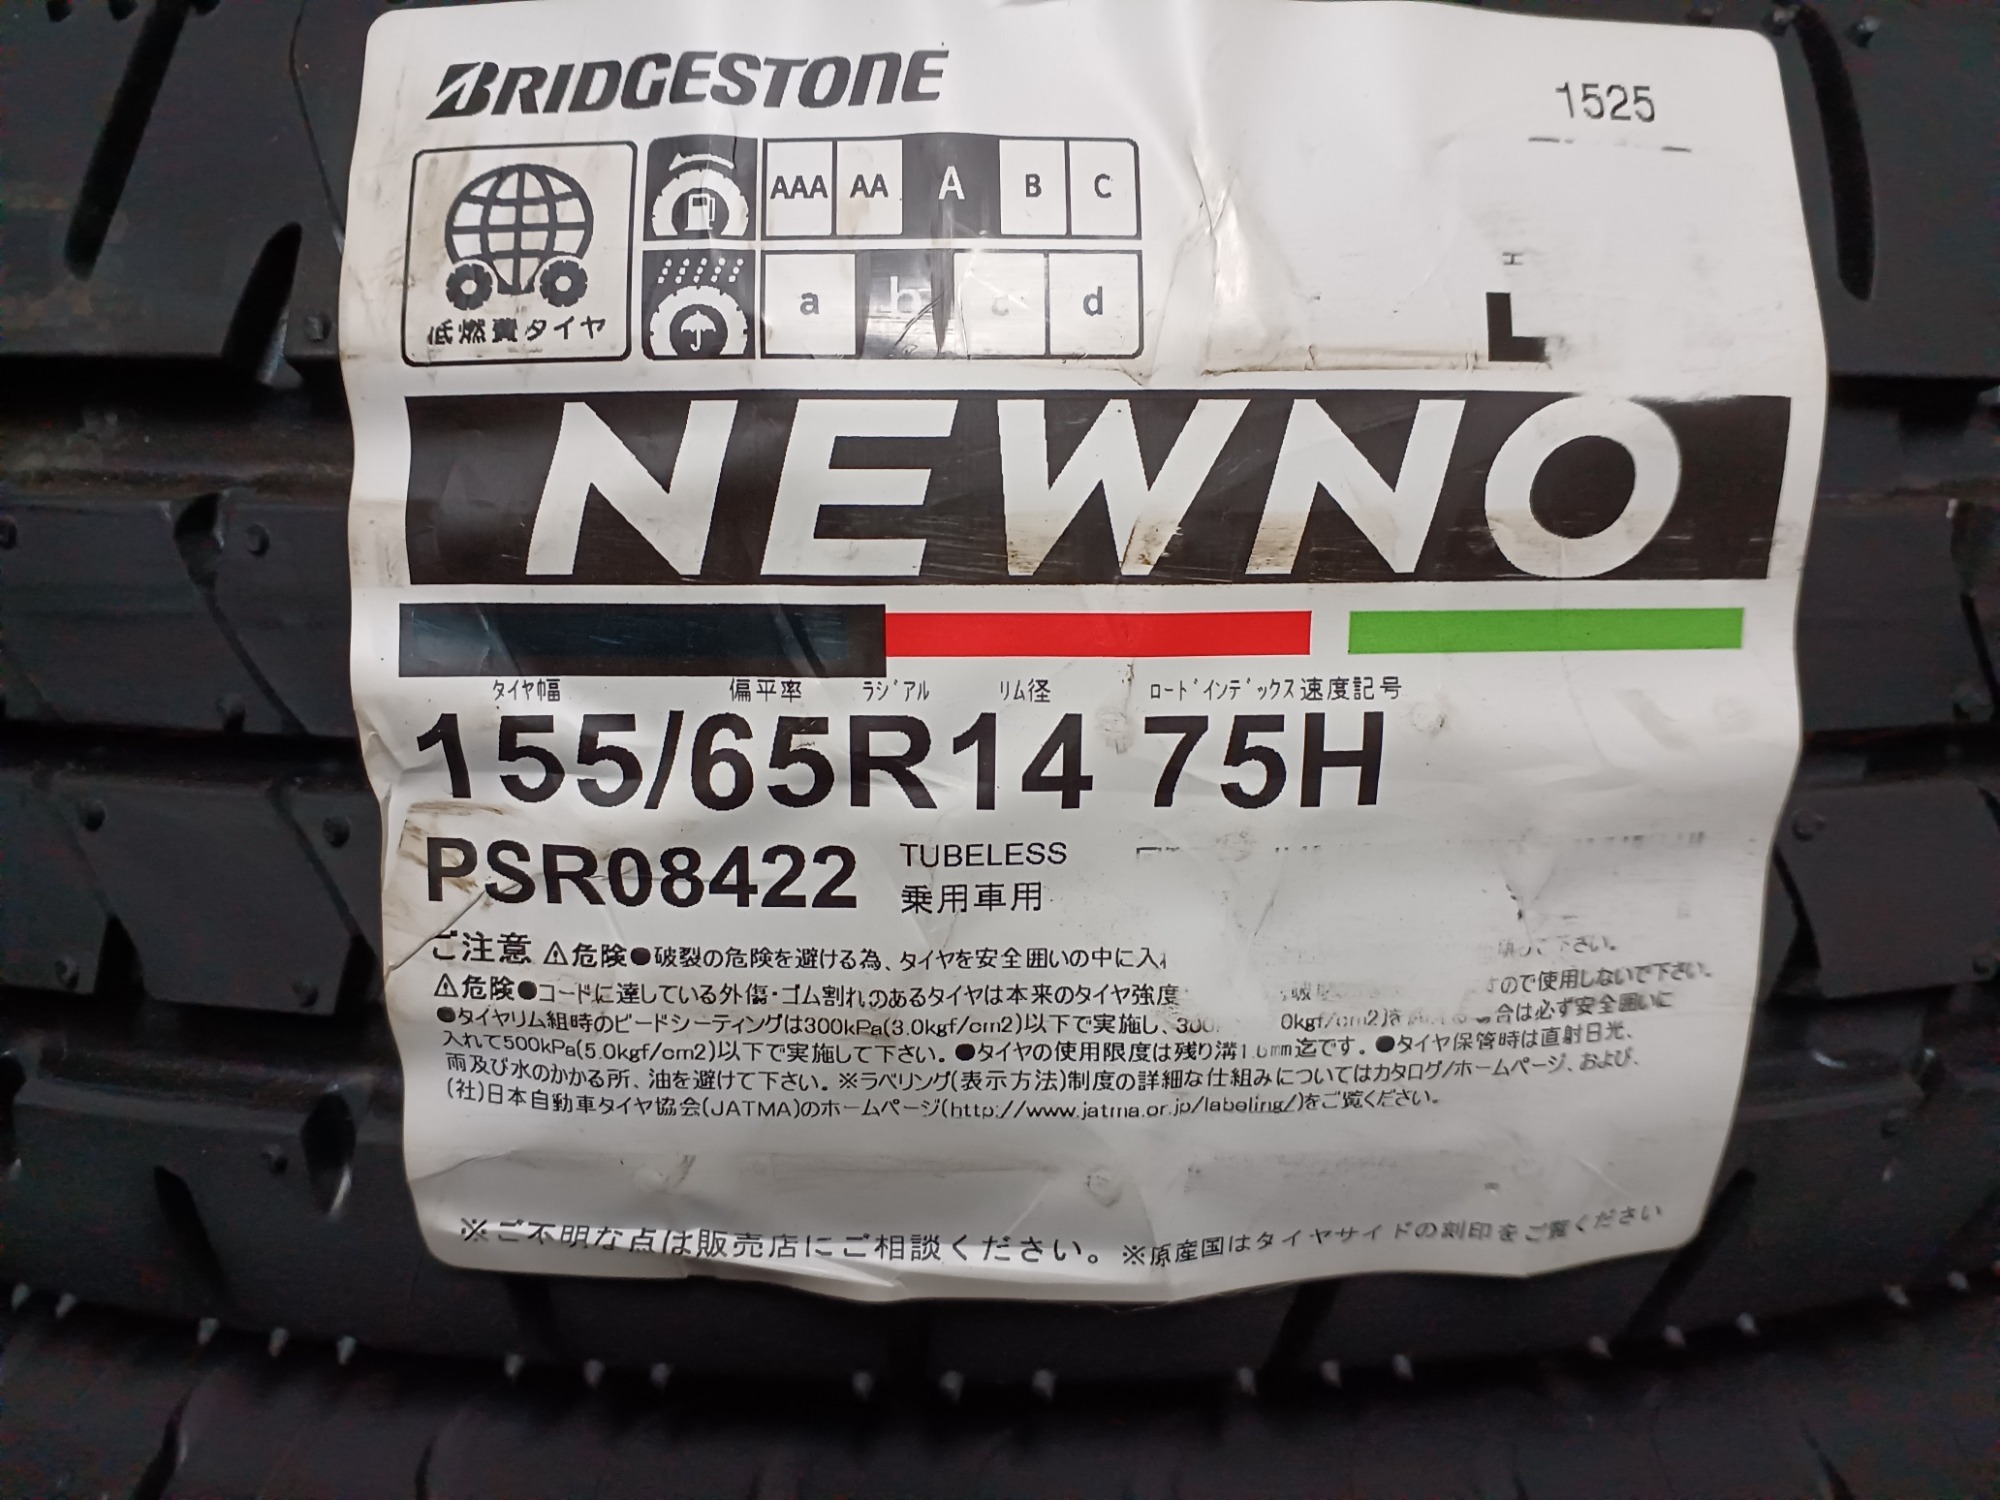 BRIDGESTONE
1525
AAA AA A B C
a b c d
低燃費タイヤ
L
NEWNO
タイヤ幅 偏平率 ラジアル リム径 ロードインデックス 速度記号
155/65R14 75H
PSR08422 TUBELESS
乗用車用
ご注意 ⚠危険●破裂の危険を避ける為、タイヤを安全囲いの中に入れ 下さい。
⚠危険●コードに達している外傷・ゴム割れのあるタイヤは本来のタイヤ強度 すので使用しないで下さい。
●タイヤリム組時のビードシーティングは300kPa(3.0kgf/cm2)以下で実施し、300 0kgf/cm2)を 合は必ず安全囲いに
入れて500kPa(5.0kgf/cm2)以下で実施して下さい。●タイヤの使用限度は残り溝1.6mm迄です。●タイヤ保管時は直射日光、
雨及び水のかかる所、油を避けて下さい。※ラベリング(表示方法)制度の詳細な仕組みについてはカタログ/ホームページ、および、
(社)日本自動車タイヤ協会(JATMA)のホームページ(http://www.jatma.or.jp/labeling/)をご覧ください。
※ご不明な点は販売店にご相談ください。※原産国はタイヤサイドの刻印をご覧ください